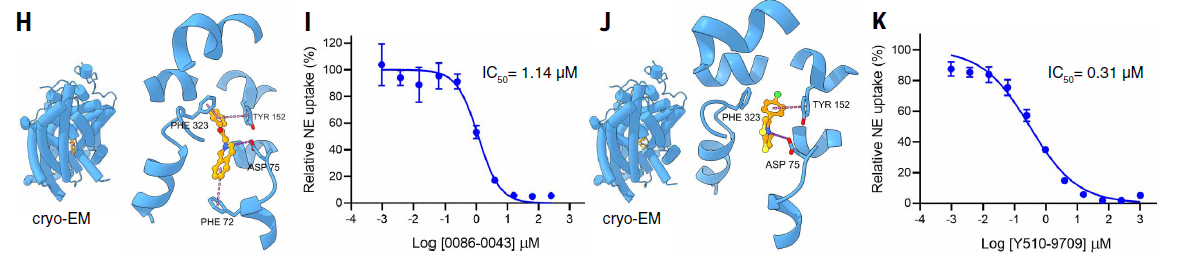 H
PHE 323
TYR 152
ASP 75
PHE 72
cryo-EM
I
Relative NE uptake (%)
120
100
80
60
40
20
0
IC50= 1.14 μM
-4 -3 -2 -1 0 1 2 3
Log [0086-0043] μM
J
PHE 323
TYR 152
ASP 75
cryo-EM
K
Relative NE uptake (%)
100
80
60
40
20
0
IC50= 0.31 μM
-4 -3 -2 -1 0 1 2 3
Log [Y510-9709] μM